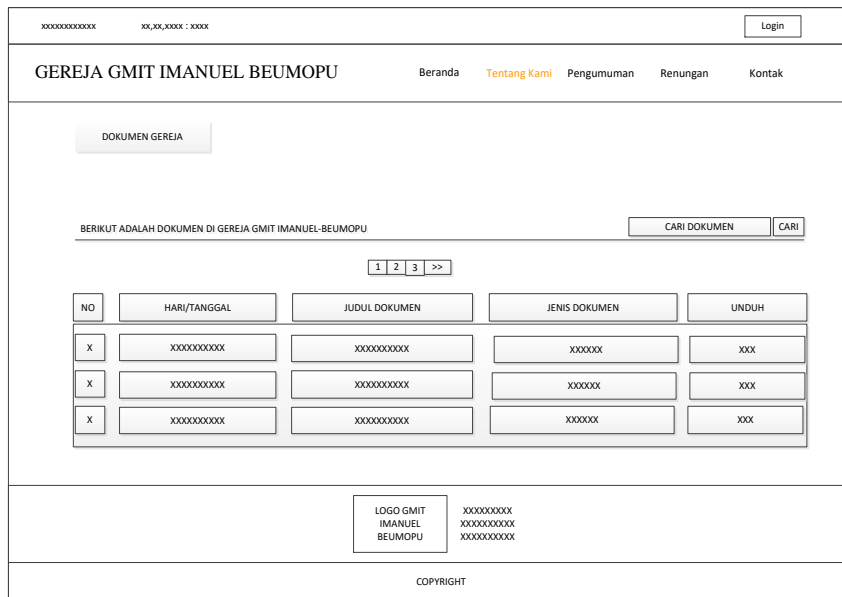 xxxxxxxxxxxx xx,xx,xxxx : xxxx Login
GEREJA GMIT IMANUEL BEUMOPU Beranda Tentang Kami Pengumuman Renungan Kontak
DOKUMEN GEREJA
BERIKUT ADALAH DOKUMEN DI GEREJA GMIT IMANUEL-BEUMOPU CARI DOKUMEN CARI
1 2 3 >>
NO HARI/TANGGAL JUDUL DOKUMEN JENIS DOKUMEN UNDUH
X XXXXXXXXXX XXXXXXXXXX XXXXXX XXX
X XXXXXXXXXX XXXXXXXXXX XXXXXX XXX
X XXXXXXXXXX XXXXXXXXXX XXXXXX XXX
LOGO GMIT XXXXXXXXX
IMANUEL XXXXXXXXXX
BEUMOPU XXXXXXXXXX
COPYRIGHT